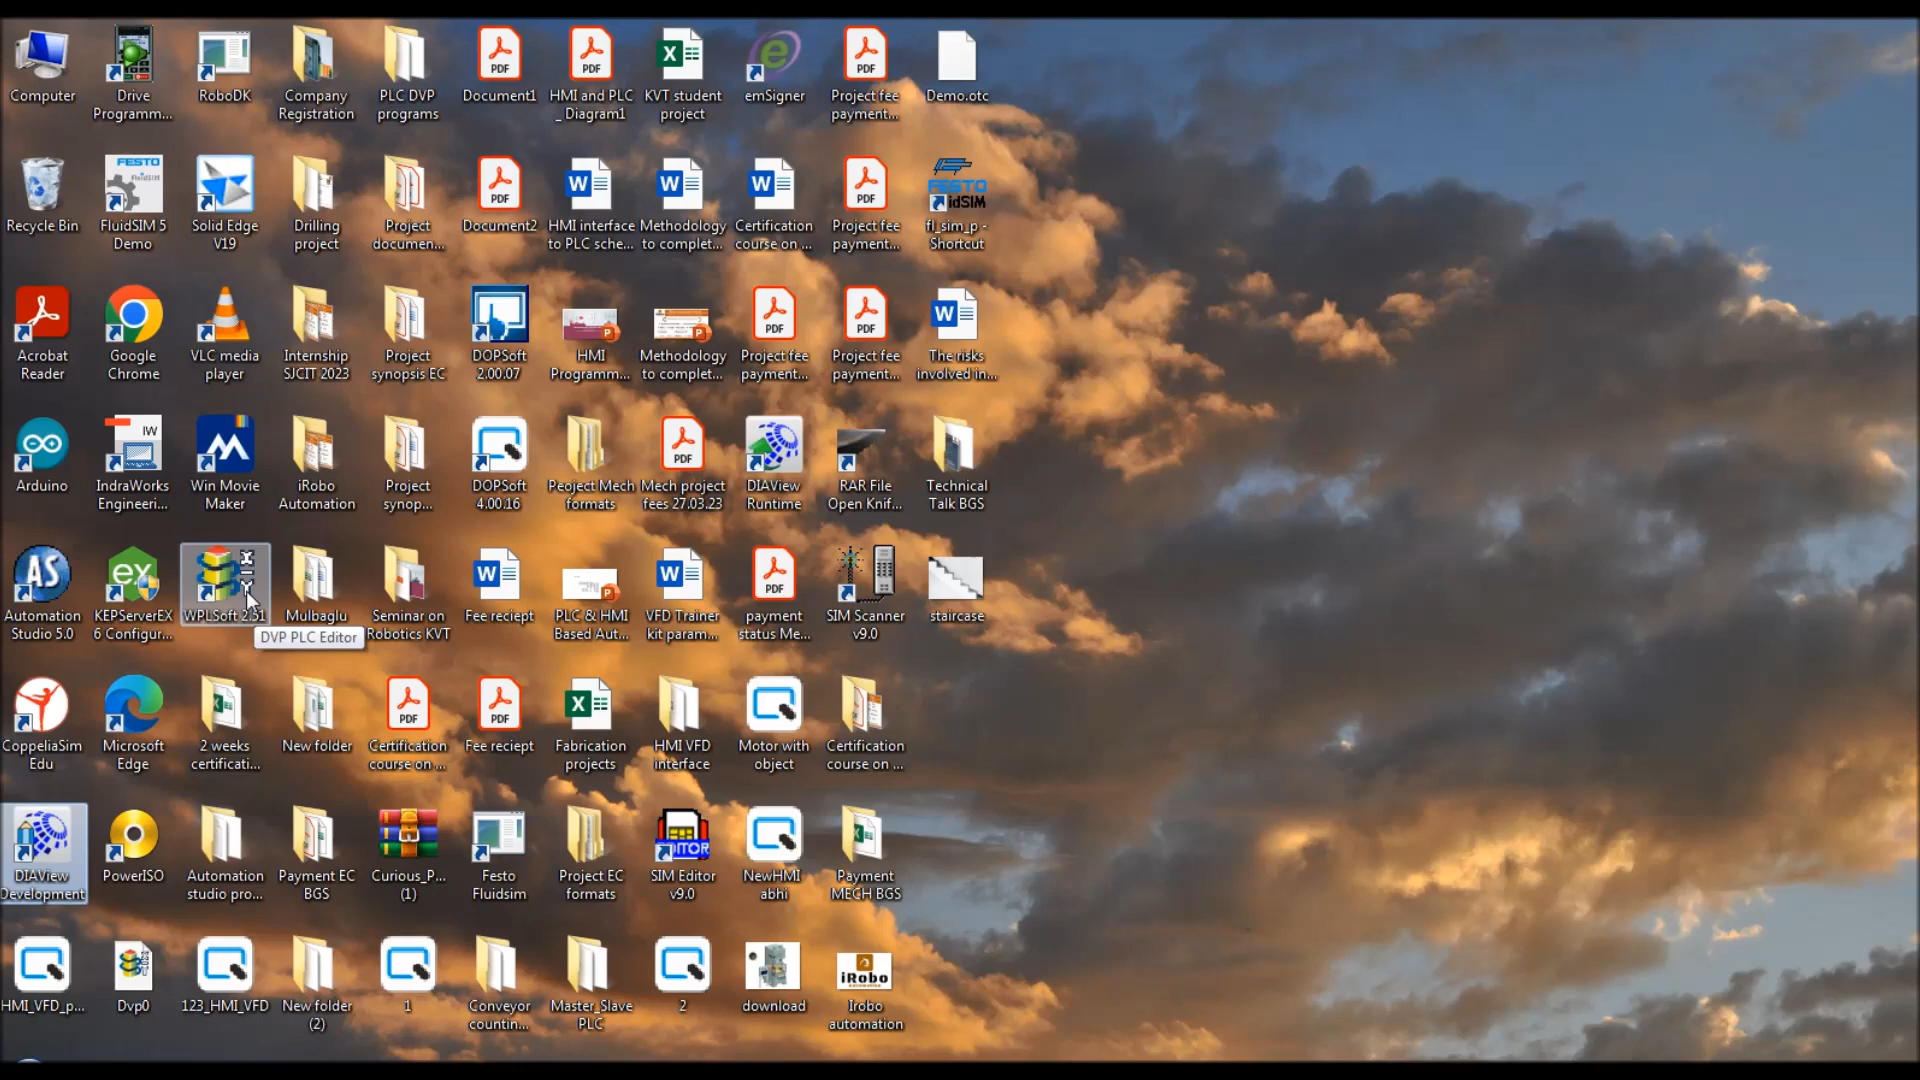 Computer
Drive
Programm...
RoboDK
Company
Registration
PLC DVP
programs
Document1
HMI and PLC
_ Diagram1
KVT student
project
emSigner
Project fee
payment...
Demo.otc
Recycle Bin
FluidSIM 5
Demo
Solid Edge
V19
Drilling
project
Project
documen...
Document2
HMI interface
to PLC sche...
Methodology
to complet...
Certification
course on ...
Project fee
payment...
fl_sim_p -
Shortcut
Acrobat
Reader
Google
Chrome
VLC media
player
Internship
SJCIT 2023
Project
synopsis EC
DOPSoft
2.00.07
HMI
Programm...
Methodology
to complet...
Project fee
payment...
Project fee
payment...
The risks
involved in...
Arduino
IndraWorks
Engineeri...
Win Movie
Maker
iRobo
Automation
Project
synop...
DOPSoft
4.00.16
Peoject Mech
formats
Mech project
fees 27.03.23
DIAView
Runtime
RAR File
Open Knif...
Technical
Talk BGS
Automation
Studio 5.0
KEPServerEX
6 Configur...
WPLSoft 2.51
DVP PLC Editor
Mulbaglu
Seminar on
Robotics KVT
Fee reciept
PLC & HMI
Based Aut...
VFD Trainer
kit param...
payment
status Me...
SIM Scanner
v9.0
staircase
CoppeliaSim
Edu
Microsoft
Edge
2 weeks
certificati...
New folder
Certification
course on ...
Fee reciept
Fabrication
projects
HMI VFD
interface
Motor with
object
Certification
course on ...
DIAView
Development
PowerISO
Automation
studio pro...
Payment EC
BGS
Curious_P...
(1)
Festo
Fluidsim
Project EC
formats
SIM Editor
v9.0
NewHMI
abhi
Payment
MECH BGS
HMI_VFD_p...
Dvp0
123_HMI_VFD
New folder
(2)
1
Conveyor
countin...
Master_Slave
PLC
2
download
Irobo
automation